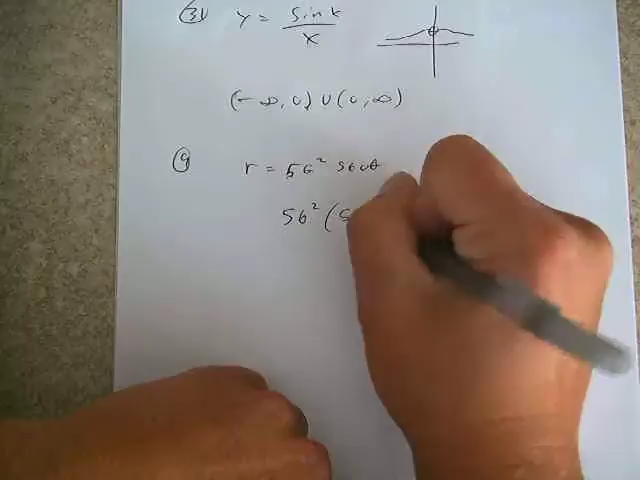 31 y = sin x / x
(-∞, 0) ∪ (0, ∞)
9 r = 5θ² secθ
5θ² (s